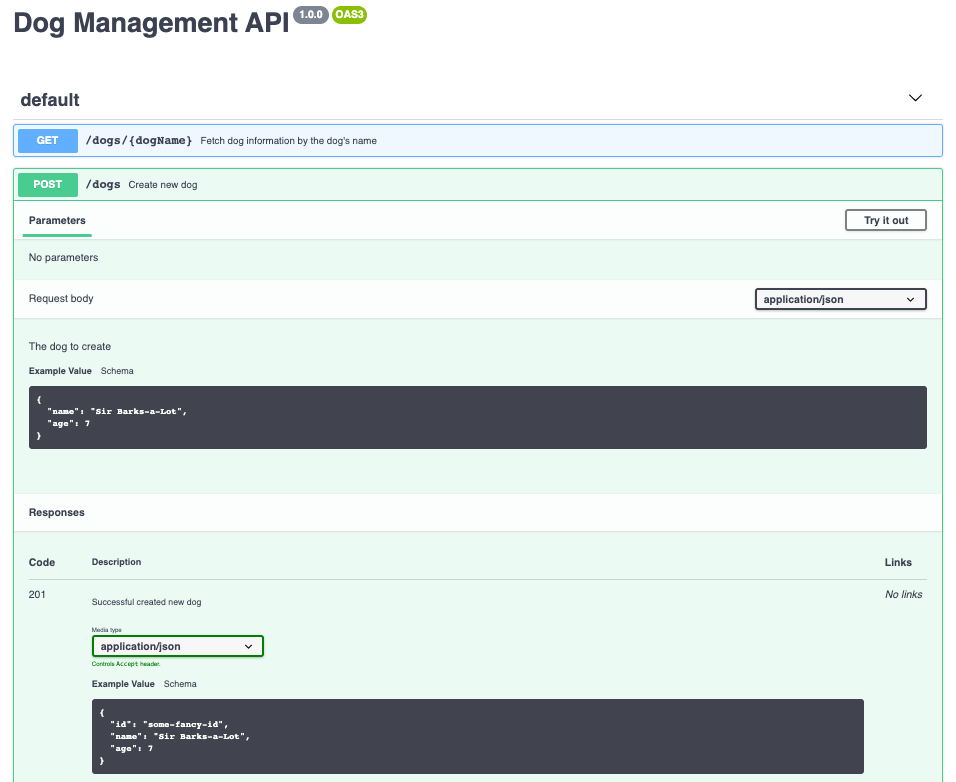 Dog Management API 1.0.0 OAS3
default
GET /dogs/{dogName} Fetch dog information by the dog's name
POST /dogs Create new dog
Parameters Try it out
No parameters
Request body application/json
The dog to create
Example Value Schema
{
"name": "Sir Barks-a-Lot",
"age": 7
}
Responses
Code Description Links
201 Successful created new dog No links
Media type
application/json
Controls Accept header.
Example Value Schema
{
"id": "some-fancy-id",
"name": "Sir Barks-a-Lot",
"age": 7
}